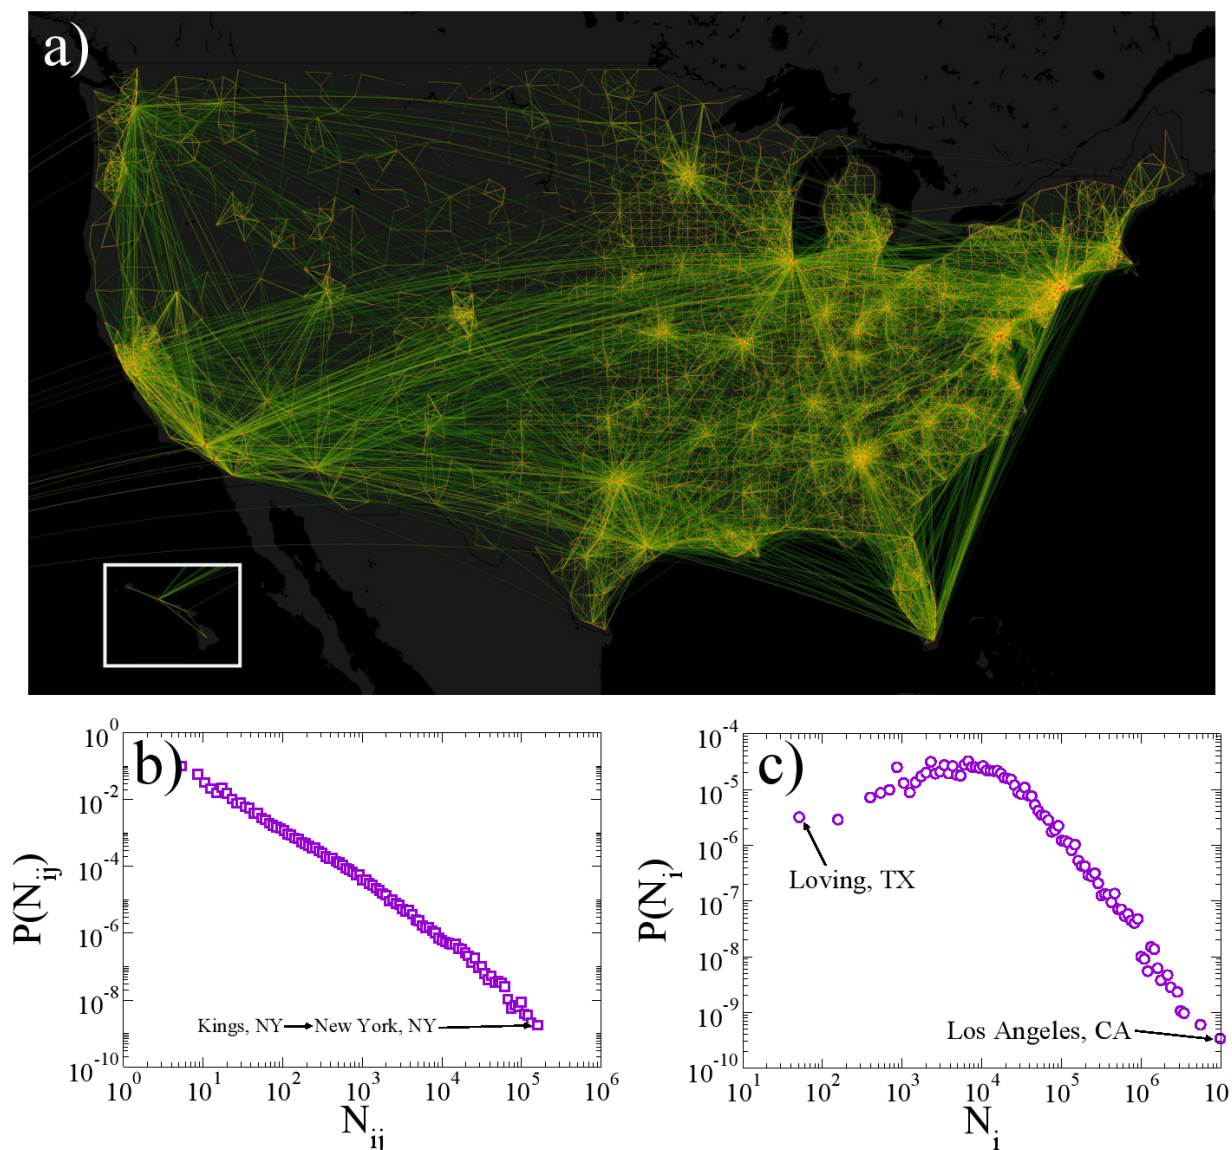 a)
b)
10^0
10^-2
10^-4
10^-6
10^-8
10^-10
P(N_ij)
Kings, NY New York, NY
10^0 10^1 10^2 10^3 10^4 10^5 10^6
N_ij
c)
10^-4
10^-5
10^-6
10^-7
10^-8
10^-9
10^-10
P(N_i)
Loving, TX
Los Angeles, CA
10^1 10^2 10^3 10^4 10^5 10^6 10
N_i